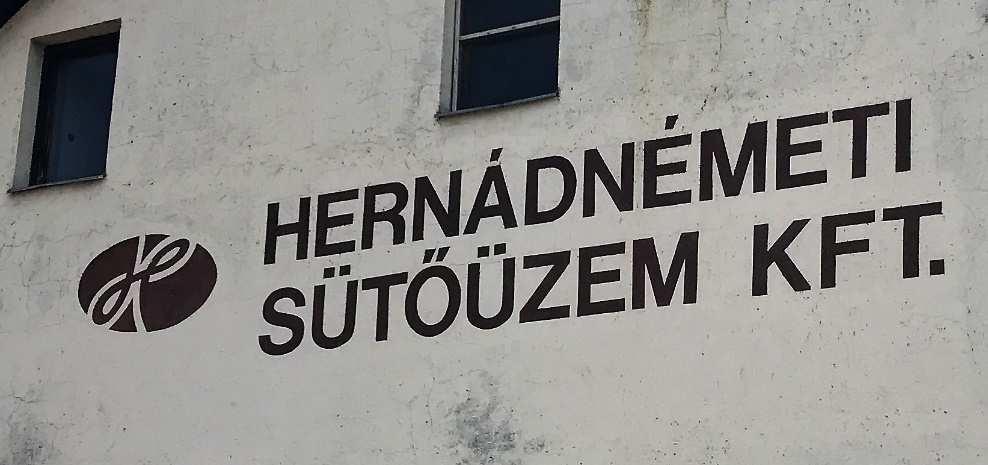 HERNÁDNÉMETI
SÜTŐÜZEM KFT.